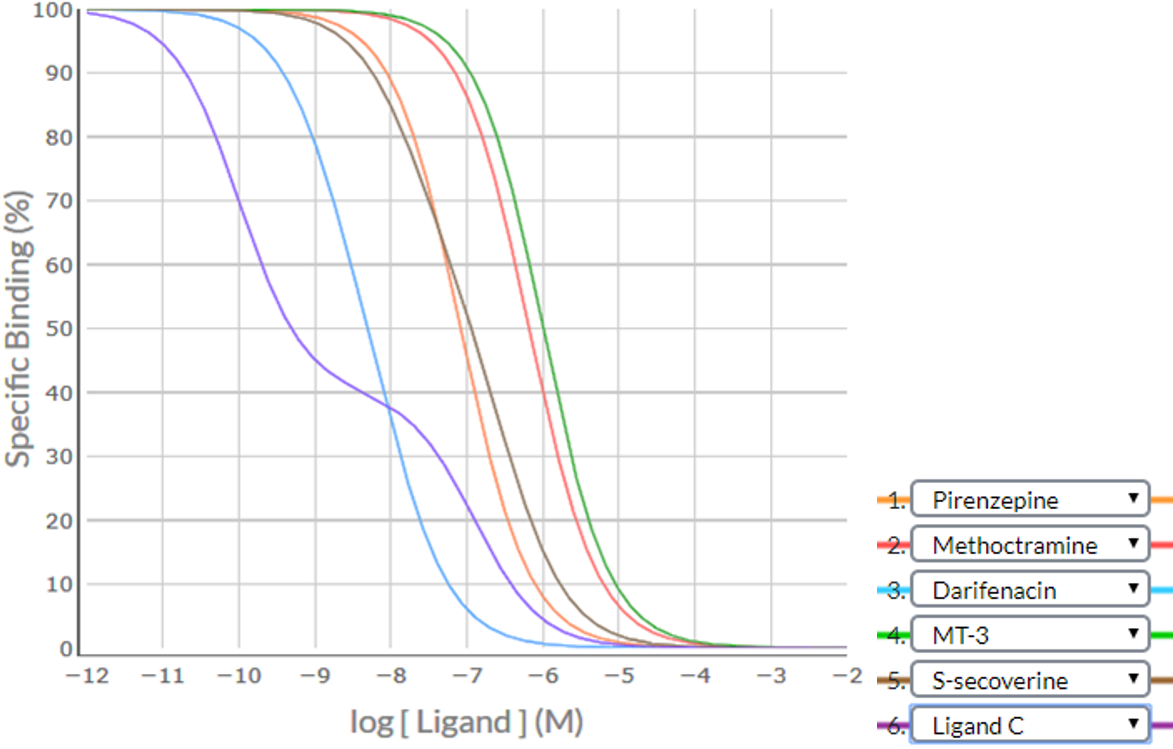 Specific Binding (%)
100
90
80
70
60
50
40
30
20
10
0
−12 −11 −10 −9 −8 −7 −6 −5 −4 −3 −2
log [ Ligand ] (M)
1. Pirenzepine ▼
2. Methoctramine ▼
3. Darifenacin ▼
4. MT-3 ▼
5. S-secoverine ▼
6. Ligand C ▼